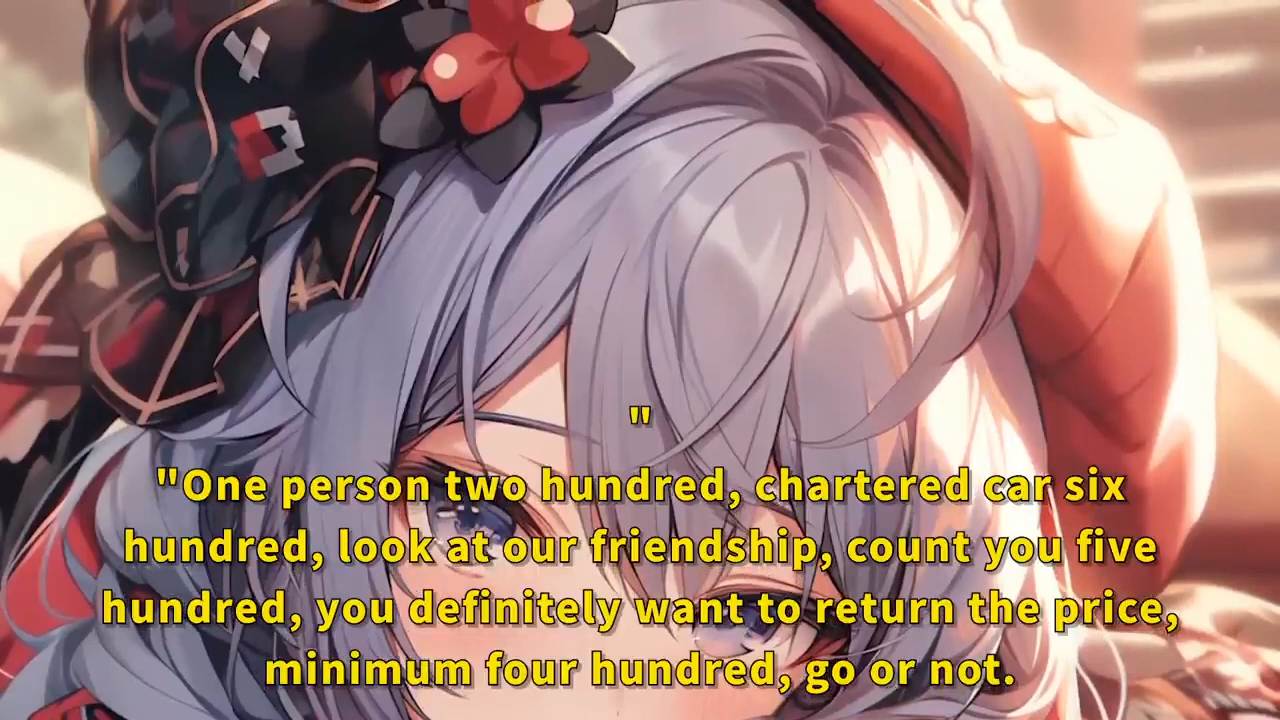 "
"One person two hundred, chartered car six
hundred, look at our friendship, count you five
hundred, you definitely want to return the price,
minimum four hundred, go or not.